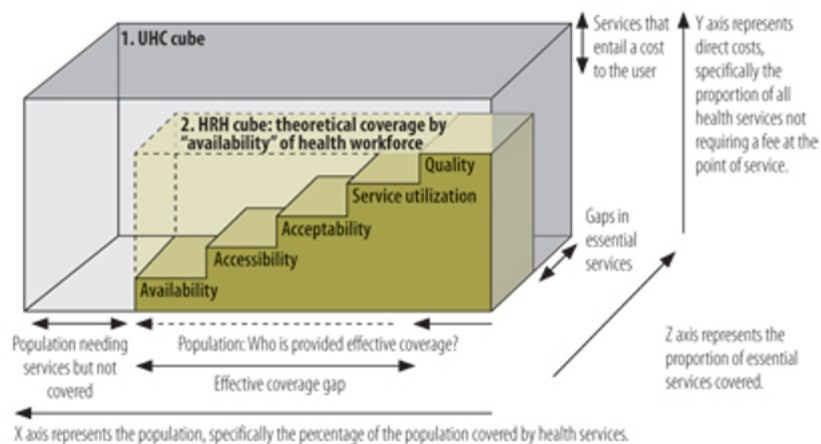 1. UHC cube
2. HRH cube: theoretical coverage by
"availability" of health workforce
Quality
Service utilization
Acceptability
Accessibility
Availability
Services that
entail a cost
to the user
Y axis represents
direct costs,
specifically the
proportion of all
health services not
requiring a fee at the
point of service.
Gaps in
essential
services
Z axis represents the
proportion of essential
services covered.
Population needing
services but not
covered
Population: Who is provided effective coverage?
Effective coverage gap
X axis represents the population, specifically the percentage of the population covered by health services.